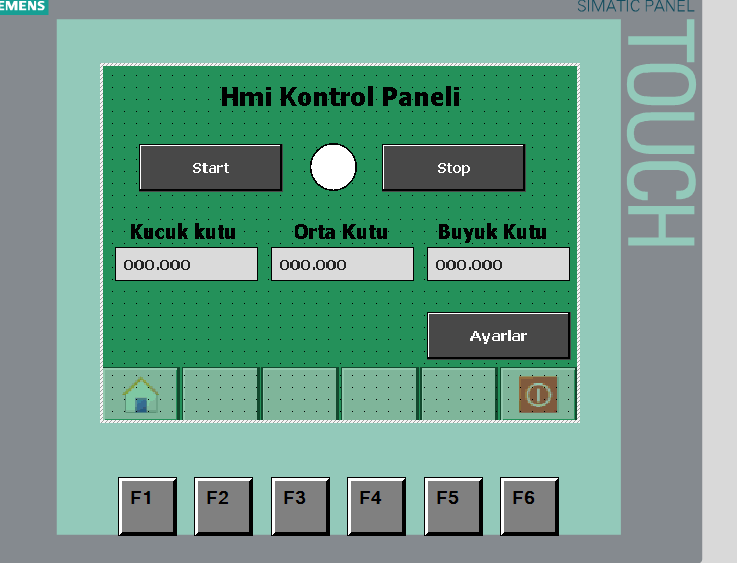 SIEMENS
SIMATIC PANEL
TOUCH
Hmi Kontrol Paneli
Start
Stop
Kucuk kutu
Orta Kutu
Buyuk Kutu
000.000
000.000
000.000
Ayarlar
F1
F2
F3
F4
F5
F6